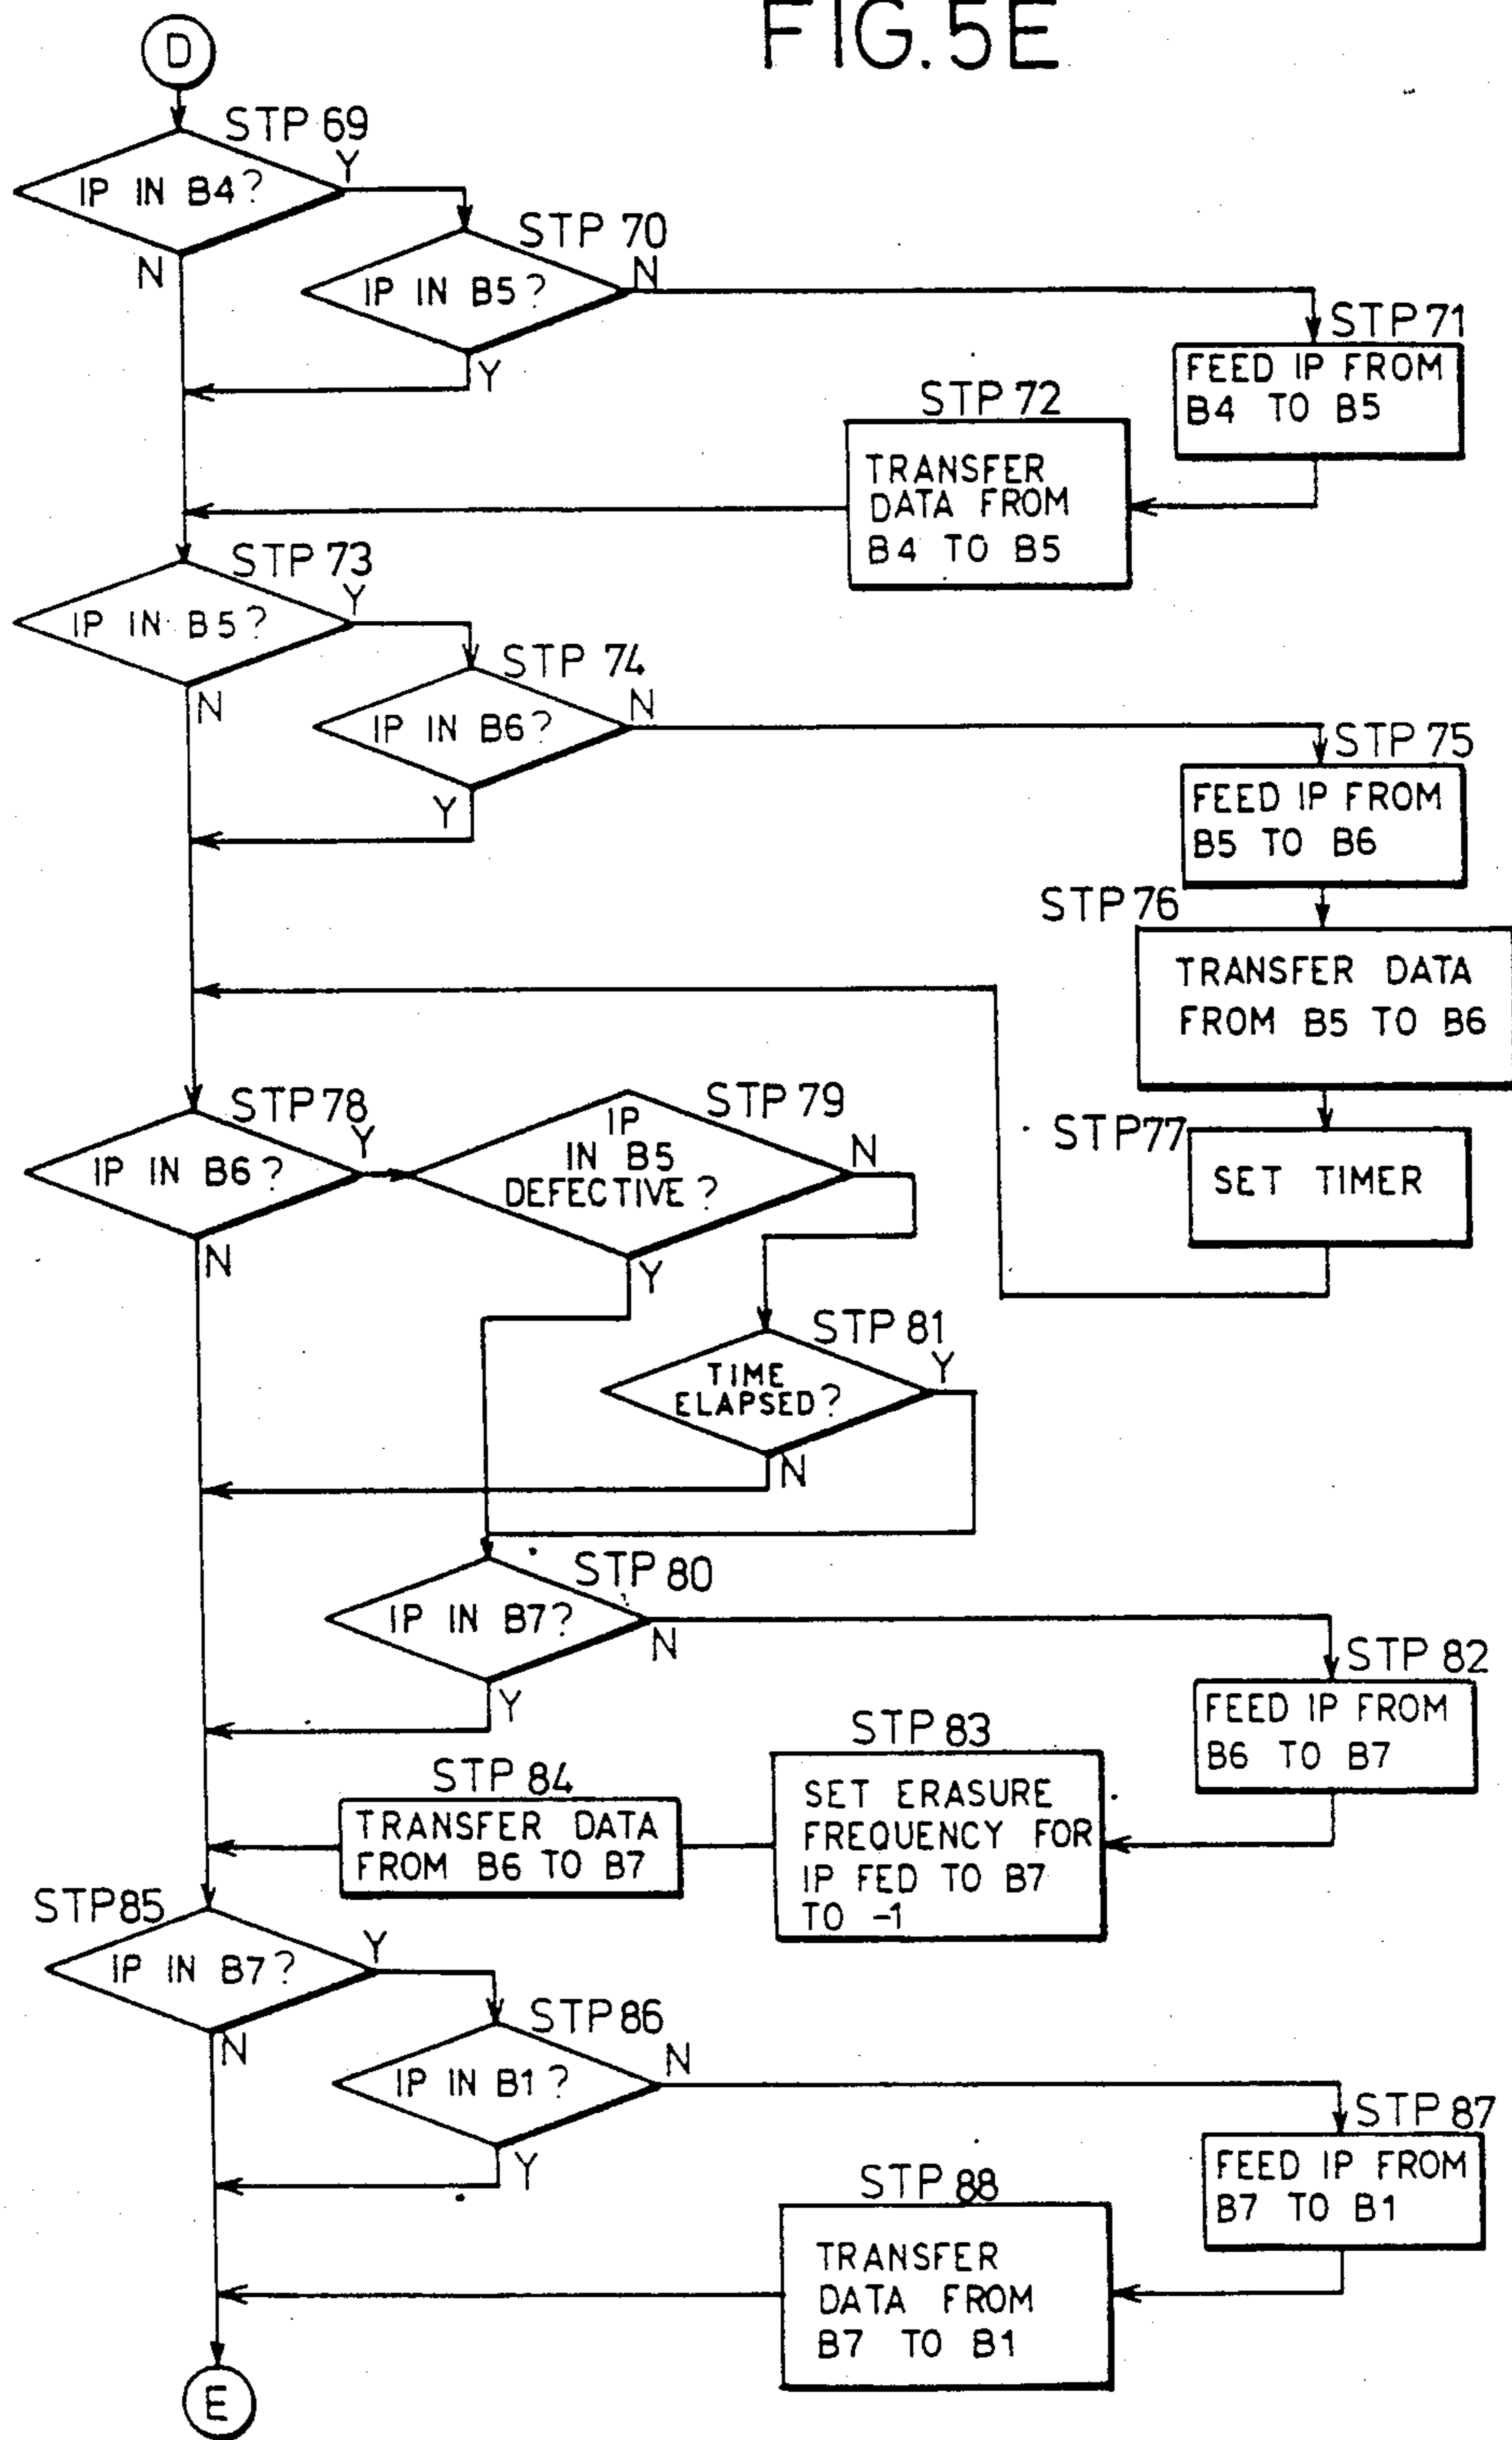 FIG.5E
D
STP 69
IP IN B4?
Y
N
STP 70
IP IN B5?
N
Y
STP 71
FEED IP FROM
B4 TO B5
STP 72
TRANSFER
DATA FROM
B4 TO B5
STP 73
IP IN B5?
Y
N
STP 74
IP IN B6?
N
Y
STP 75
FEED IP FROM
B5 TO B6
STP 76
TRANSFER DATA
FROM B5 TO B6
STP 77
SET TIMER
STP 78
IP IN B6?
Y
N
STP 79
IP
IN B5
DEFECTIVE?
N
Y
STP 81
TIME
ELAPSED?
Y
N
STP 80
IP IN B7?
N
Y
STP 82
FEED IP FROM
B6 TO B7
STP 83
SET ERASURE
FREQUENCY FOR
IP FED TO B7
TO -1
STP 84
TRANSFER DATA
FROM B6 TO B7
STP85
IP IN B7?
Y
N
STP86
IP IN B1?
N
Y
STP 87
FEED IP FROM
B7 TO B1
STP 88
TRANSFER
DATA FROM
B7 TO B1
E